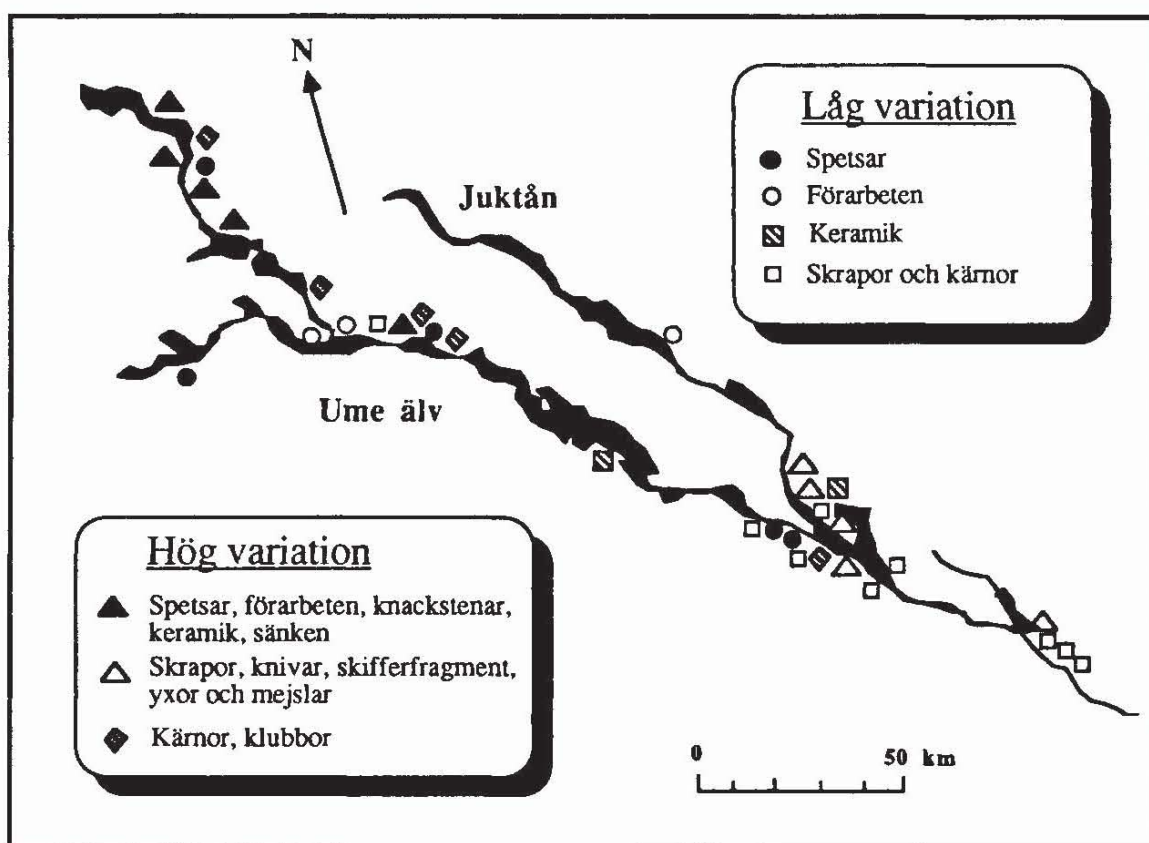 N
Juktån
Ume älv
Låg variation
Spetsar
Förarbeten
Keramik
Skrapor och kärnor
Hög variation
Spetsar, förarbeten, knackstenar,
keramik, sänken
Skrapor, knivar, skifferfragment,
yxor och mejslar
Kärnor, klubbor
0 50 km